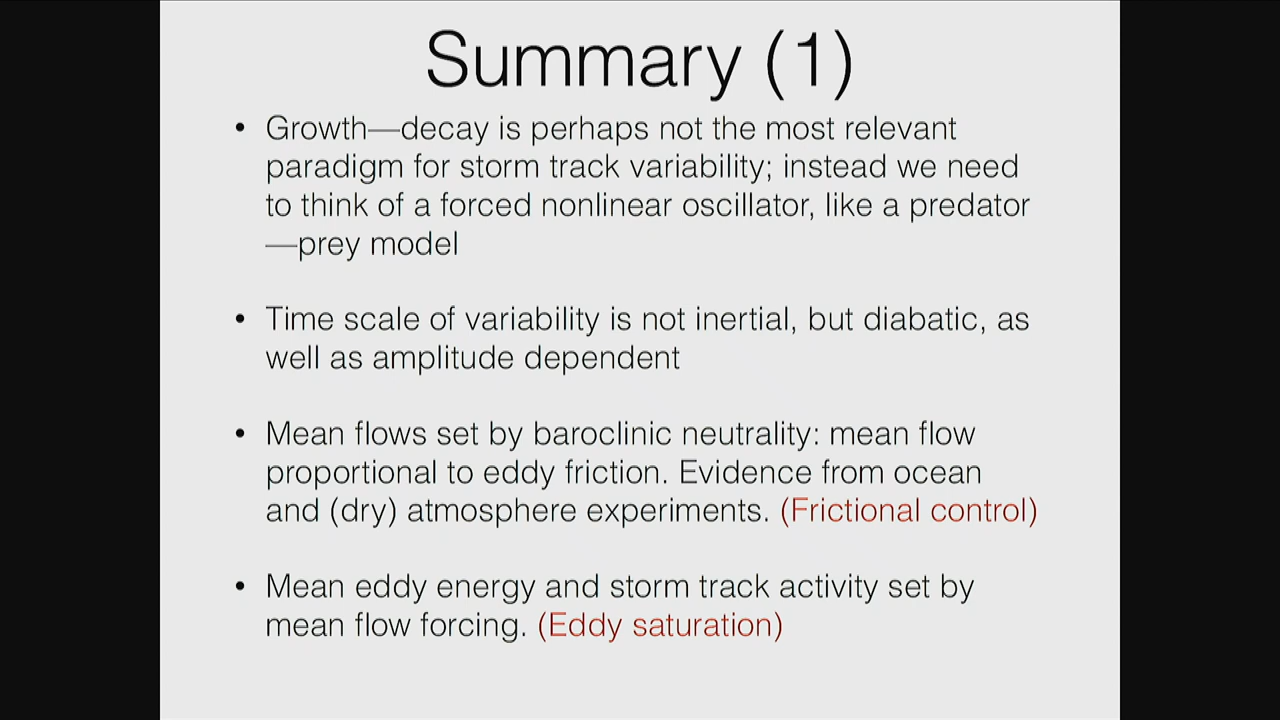 Summary (1)
• Growth—decay is perhaps not the most relevant
paradigm for storm track variability; instead we need
to think of a forced nonlinear oscillator, like a predator
—prey model
• Time scale of variability is not inertial, but diabatic, as
well as amplitude dependent
• Mean flows set by baroclinic neutrality: mean flow
proportional to eddy friction. Evidence from ocean
and (dry) atmosphere experiments. (Frictional control)
• Mean eddy energy and storm track activity set by
mean flow forcing. (Eddy saturation)